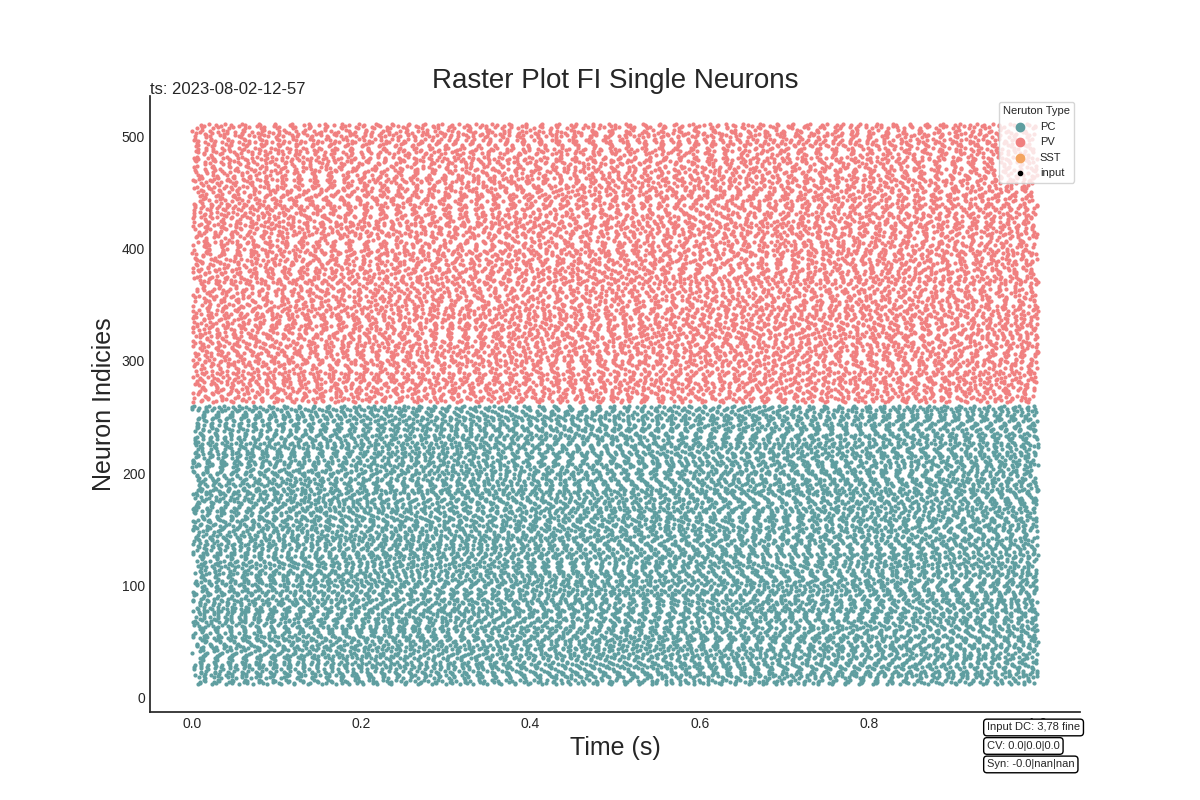 Raster Plot FI Single Neurons
ts: 2023-08-02-12-57
Neruton Type
PC
PV
SST
input
500
400
300
200
100
0
Neuron Indicies
0.0 0.2 0.4 0.6 0.8
Time (s)
Input DC: 3,78 fine
CV: 0.0|0.0|0.0
Syn: -0.0|nan|nan